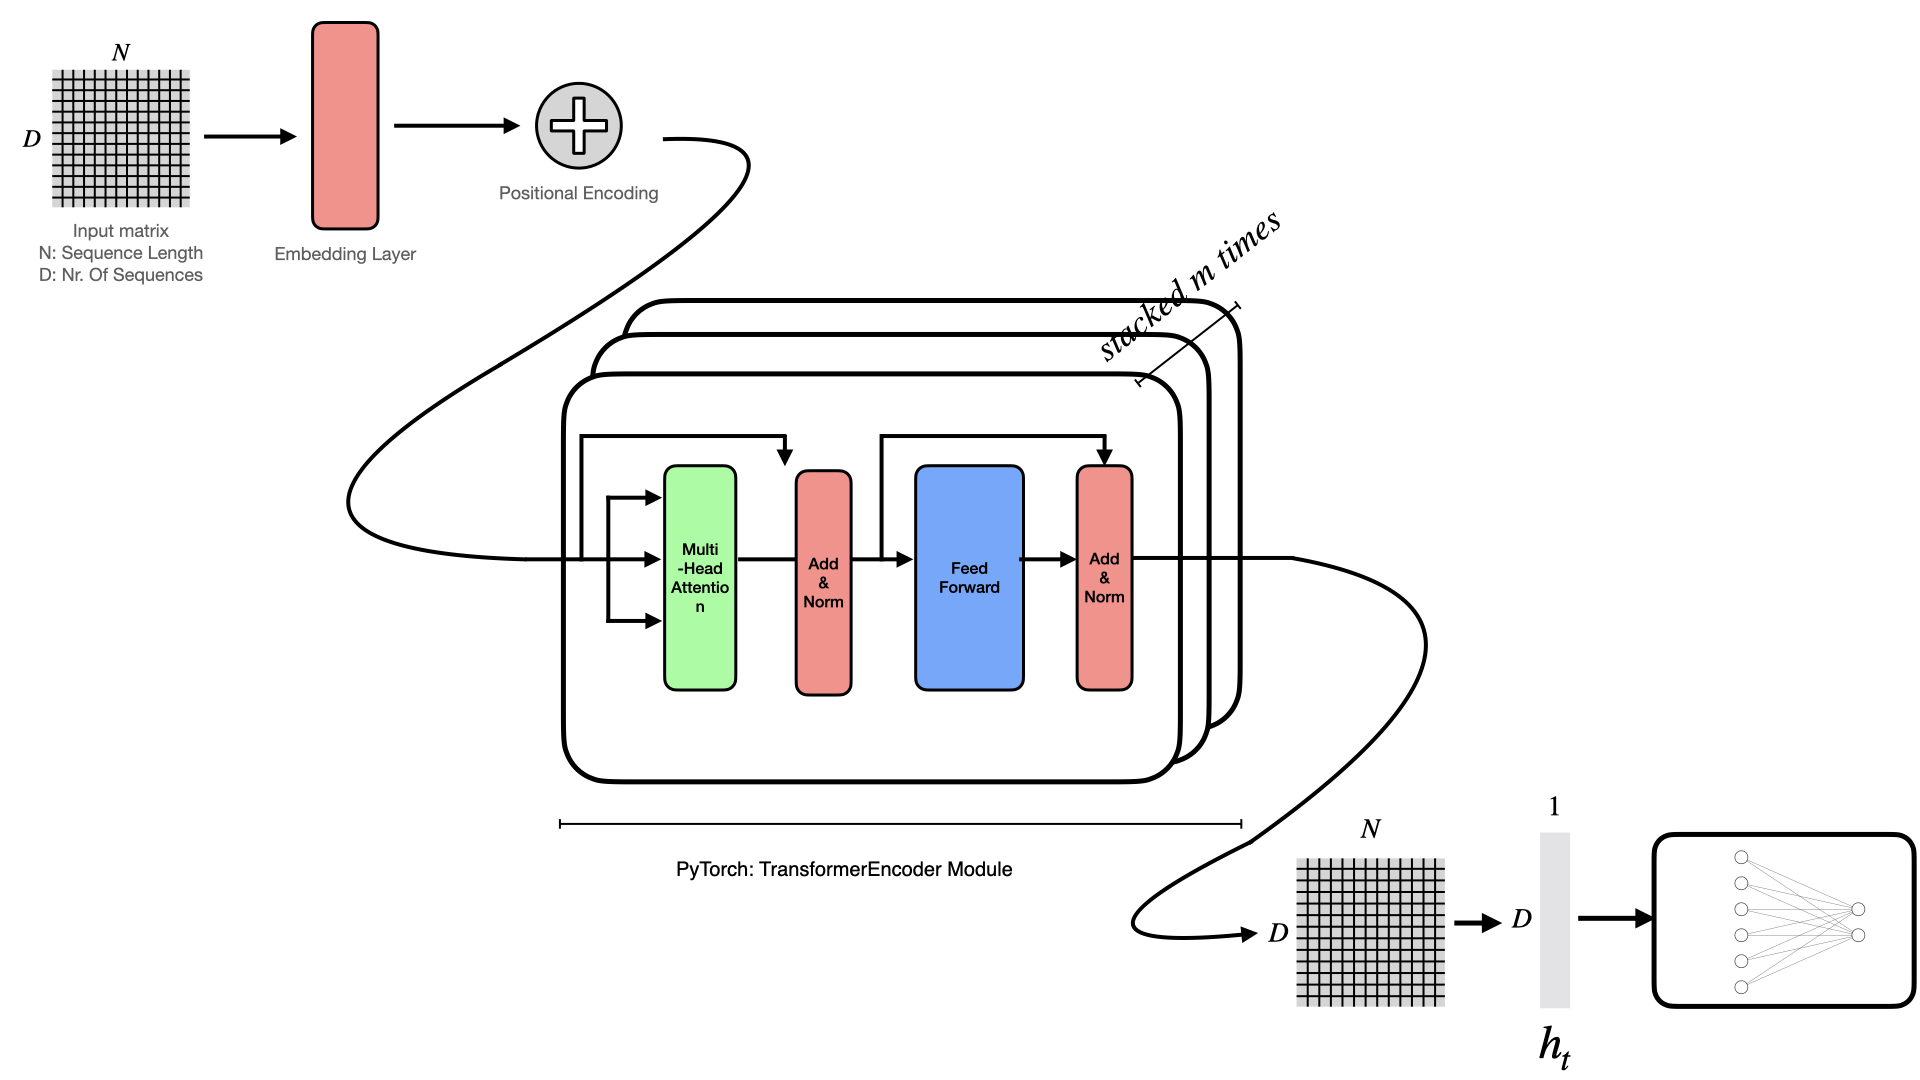 N
D
Input matrix
N: Sequence Length
D: Nr. Of Sequences
Embedding Layer
Positional Encoding
stacked m times
Multi
-Head
Attentio
n
Add
&
Norm
Feed
Forward
Add
&
Norm
PyTorch: TransformerEncoder Module
N
D
1
D
h_t